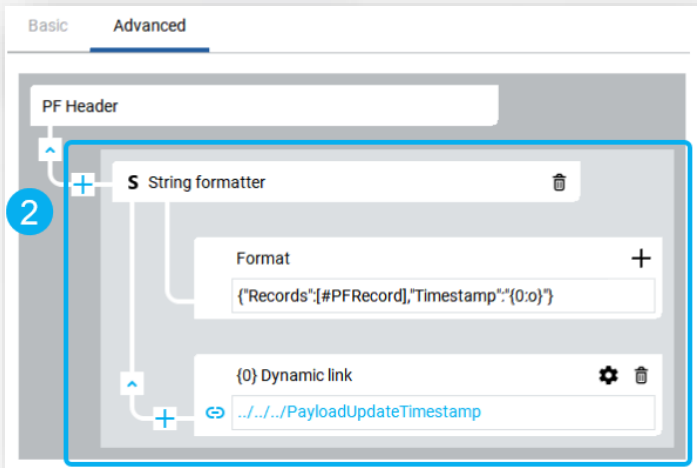 Basic Advanced
PF Header
2
S String formatter
Format
{"Records":[#PFRecord],"Timestamp":"{0:o}"}
{0} Dynamic link
../../../PayloadUpdateTimestamp